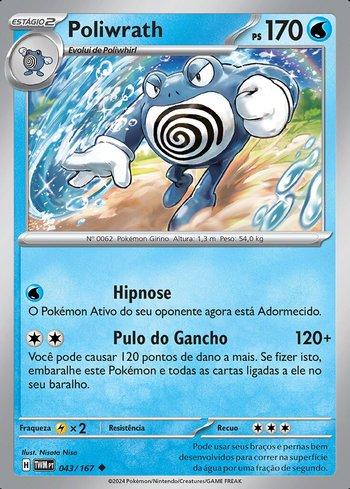 ESTÁGIO 2
Poliwrath
PS 170
Evolui de Poliwhirl
Nº 0062 Pokémon Girino Altura: 1,3 m Peso: 54,0 kg
Hipnose
O Pokémon Ativo do seu oponente agora está Adormecido.
Pulo do Gancho 120+
Você pode causar 120 pontos de dano a mais. Se fizer isto,
embaralhe este Pokémon e todas as cartas ligadas a ele no
seu baralho.
Fraqueza ×2 Resistência Recuo
Ilust. Nisota Niso
H TWM PT 043/167
Pode usar seus braços e pernas bem
desenvolvidos para correr na superfície
da água por uma fração de segundo.
©2024 Pokémon/Nintendo/Creatures/GAME FREAK